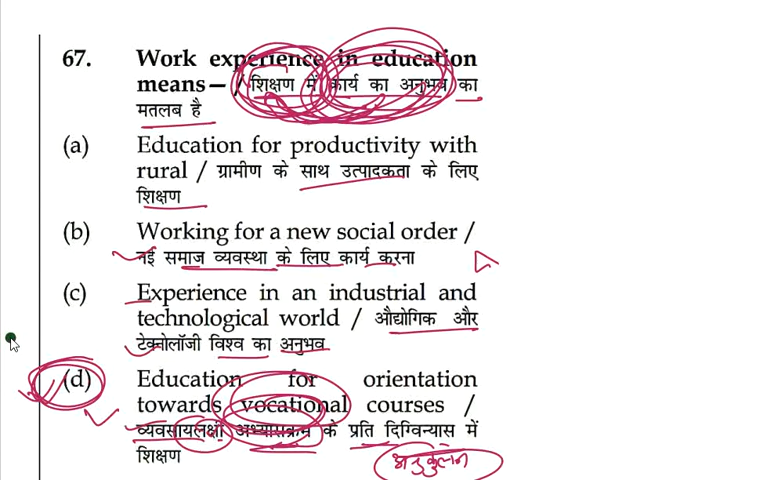 67. Work experience in education
means— / शिक्षण में कार्य का अनुभव का
मतलब है
(a) Education for productivity with
rural / ग्रामीण के साथ उत्पादकता के लिए
शिक्षण
(b) Working for a new social order /
नई समाज व्यवस्था के लिए कार्य करना
(c) Experience in an industrial and
technological world / औद्योगिक और
टेक्नोलॉजी विश्व का अनुभव
(d) Education for orientation
towards vocational courses /
व्यवसायलक्षी अभ्यासक्रम के प्रति दिग्विन्यास में
शिक्षण
अनुकुलन